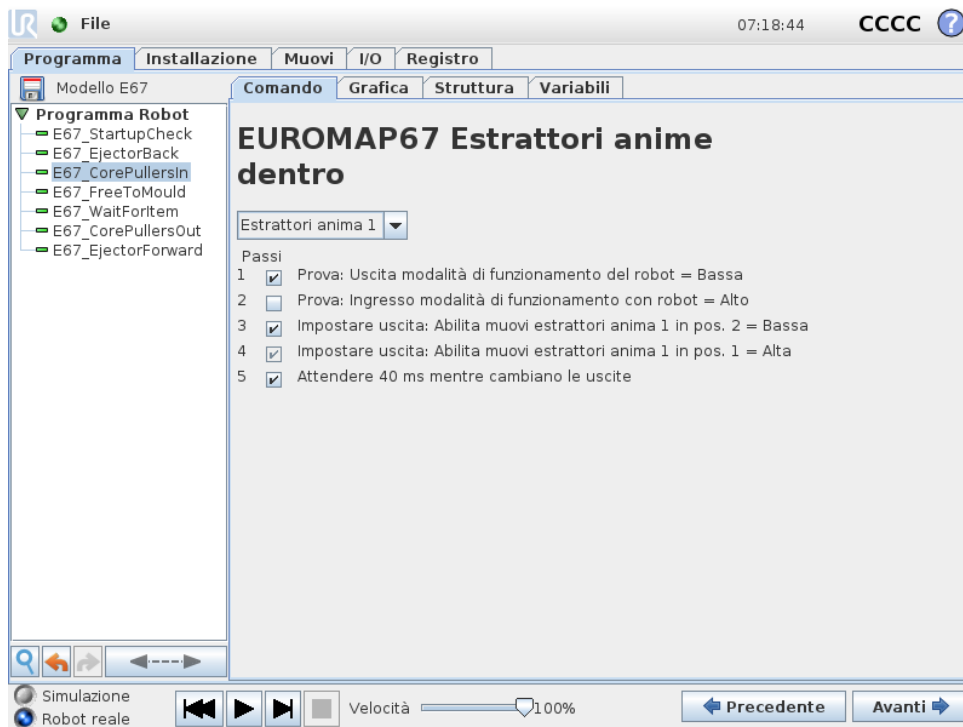 UR File 07:18:44 CCCC ?
Programma Installazione Muovi I/O Registro
Modello E67 Comando Grafica Struttura Variabili
Programma Robot
E67_StartupCheck
E67_EjectorBack
E67_CorePullersIn
E67_FreeToMould
E67_WaitForItem
E67_CorePullersOut
E67_EjectorForward
EUROMAP67 Estrattori anime
dentro
Estrattori anima 1
Passi
1 Prova: Uscita modalità di funzionamento del robot = Bassa
2 Prova: Ingresso modalità di funzionamento con robot = Alto
3 Impostare uscita: Abilita muovi estrattori anima 1 in pos. 2 = Bassa
4 Impostare uscita: Abilita muovi estrattori anima 1 in pos. 1 = Alta
5 Attendere 40 ms mentre cambiano le uscite
Simulazione
Robot reale
Velocità 100% Precedente Avanti